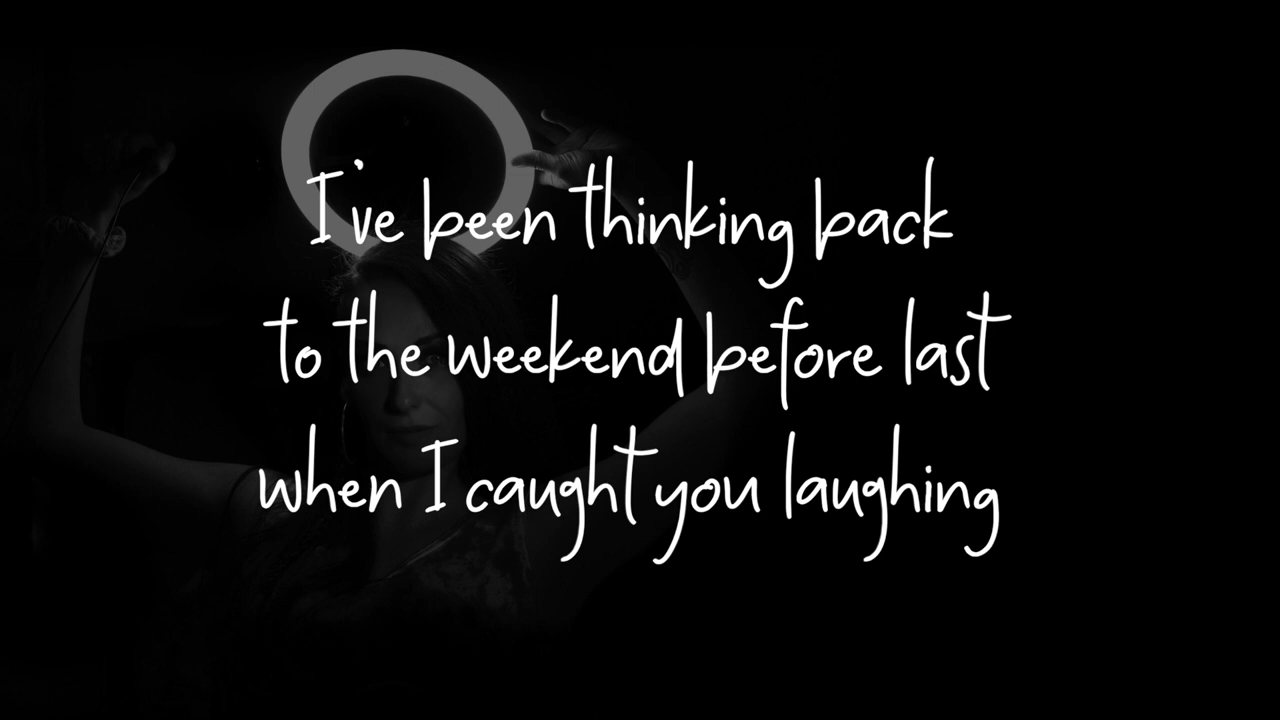 I've been thinking back
to the weekend before last
when I caught you laughing